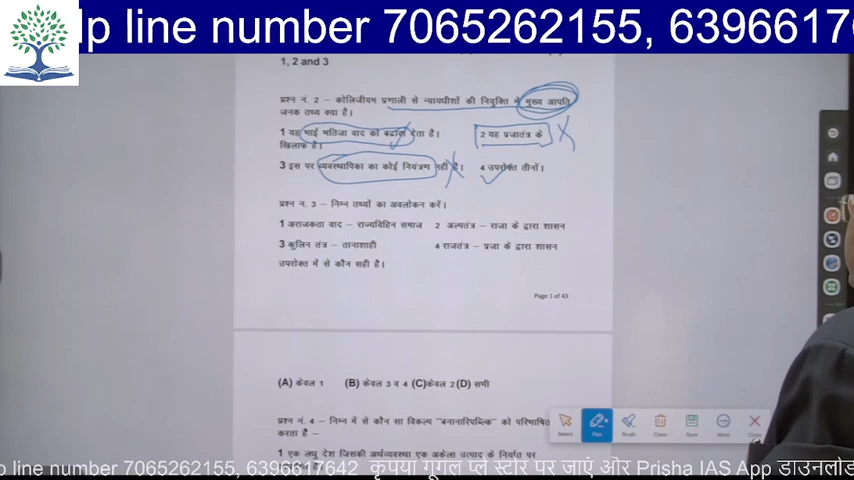 lp line number 7065262155, 63966170
1, 2 and 3
प्रश्न नं. 2 – कोलिजीयम प्रणाली से न्यायधीशों की नियुक्ति में मुख्य आपति
जनक तथ्य क्या है।
1 यह भाई भतिजा वाद को बढ़ावा देता है। 2 यह प्रजातंत्र के
खिलाफ है।
3 इस पर व्यवस्थापिका का कोई नियंत्रण नहीं है। 4 उपरोक्त तीनों।
प्रश्न न. 3 – निम्न तथ्यों का अवलोकन करें।
1 अराजकता वाद – राज्यविहिन समाज 2 अल्पतंत्र – राजा के द्वारा शासन
3 कुलिन तंत्र – तानाशाही 4 राजतंत्र – प्रजा के द्वारा शासन
उपरोक्त में से कौन सही है।
Page 1 of 43
(A) केवल 1 (B) केवल 3 व 4 (C)केवल 2 (D) सभी
प्रश्न नं. 4 – निम्न में से कौन सा विकल्प "बनानारिपब्लिक" को परिभाषित
करता है –
Select Pen Brush Clean Save More Close
1 एक लघु देश जिसकी अर्थव्यवस्था एक अकेला उत्पाद के निर्यात पर
p line number 7065262155, 6396617642 कृपया गूगल प्ले स्टोर पर जाएं और Prisha IAS App डाउनलोड